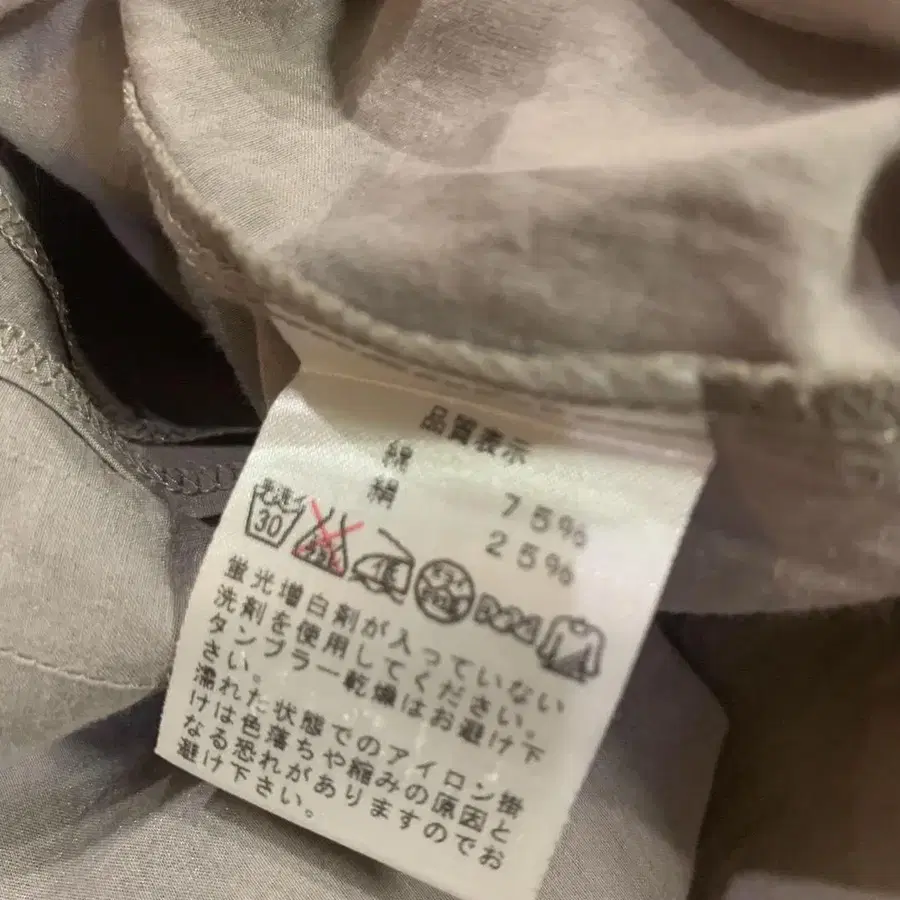 品質表示
綿 75%
絹 25%
手洗イ 30
蛍光増白剤が入っていない
洗剤を使用してください。
タンブラー乾燥はお避け下
さい。
濡れた状態でのアイロン掛
けは色落ちや縮みの原因と
なる恐れがありますのでお
避け下さい。